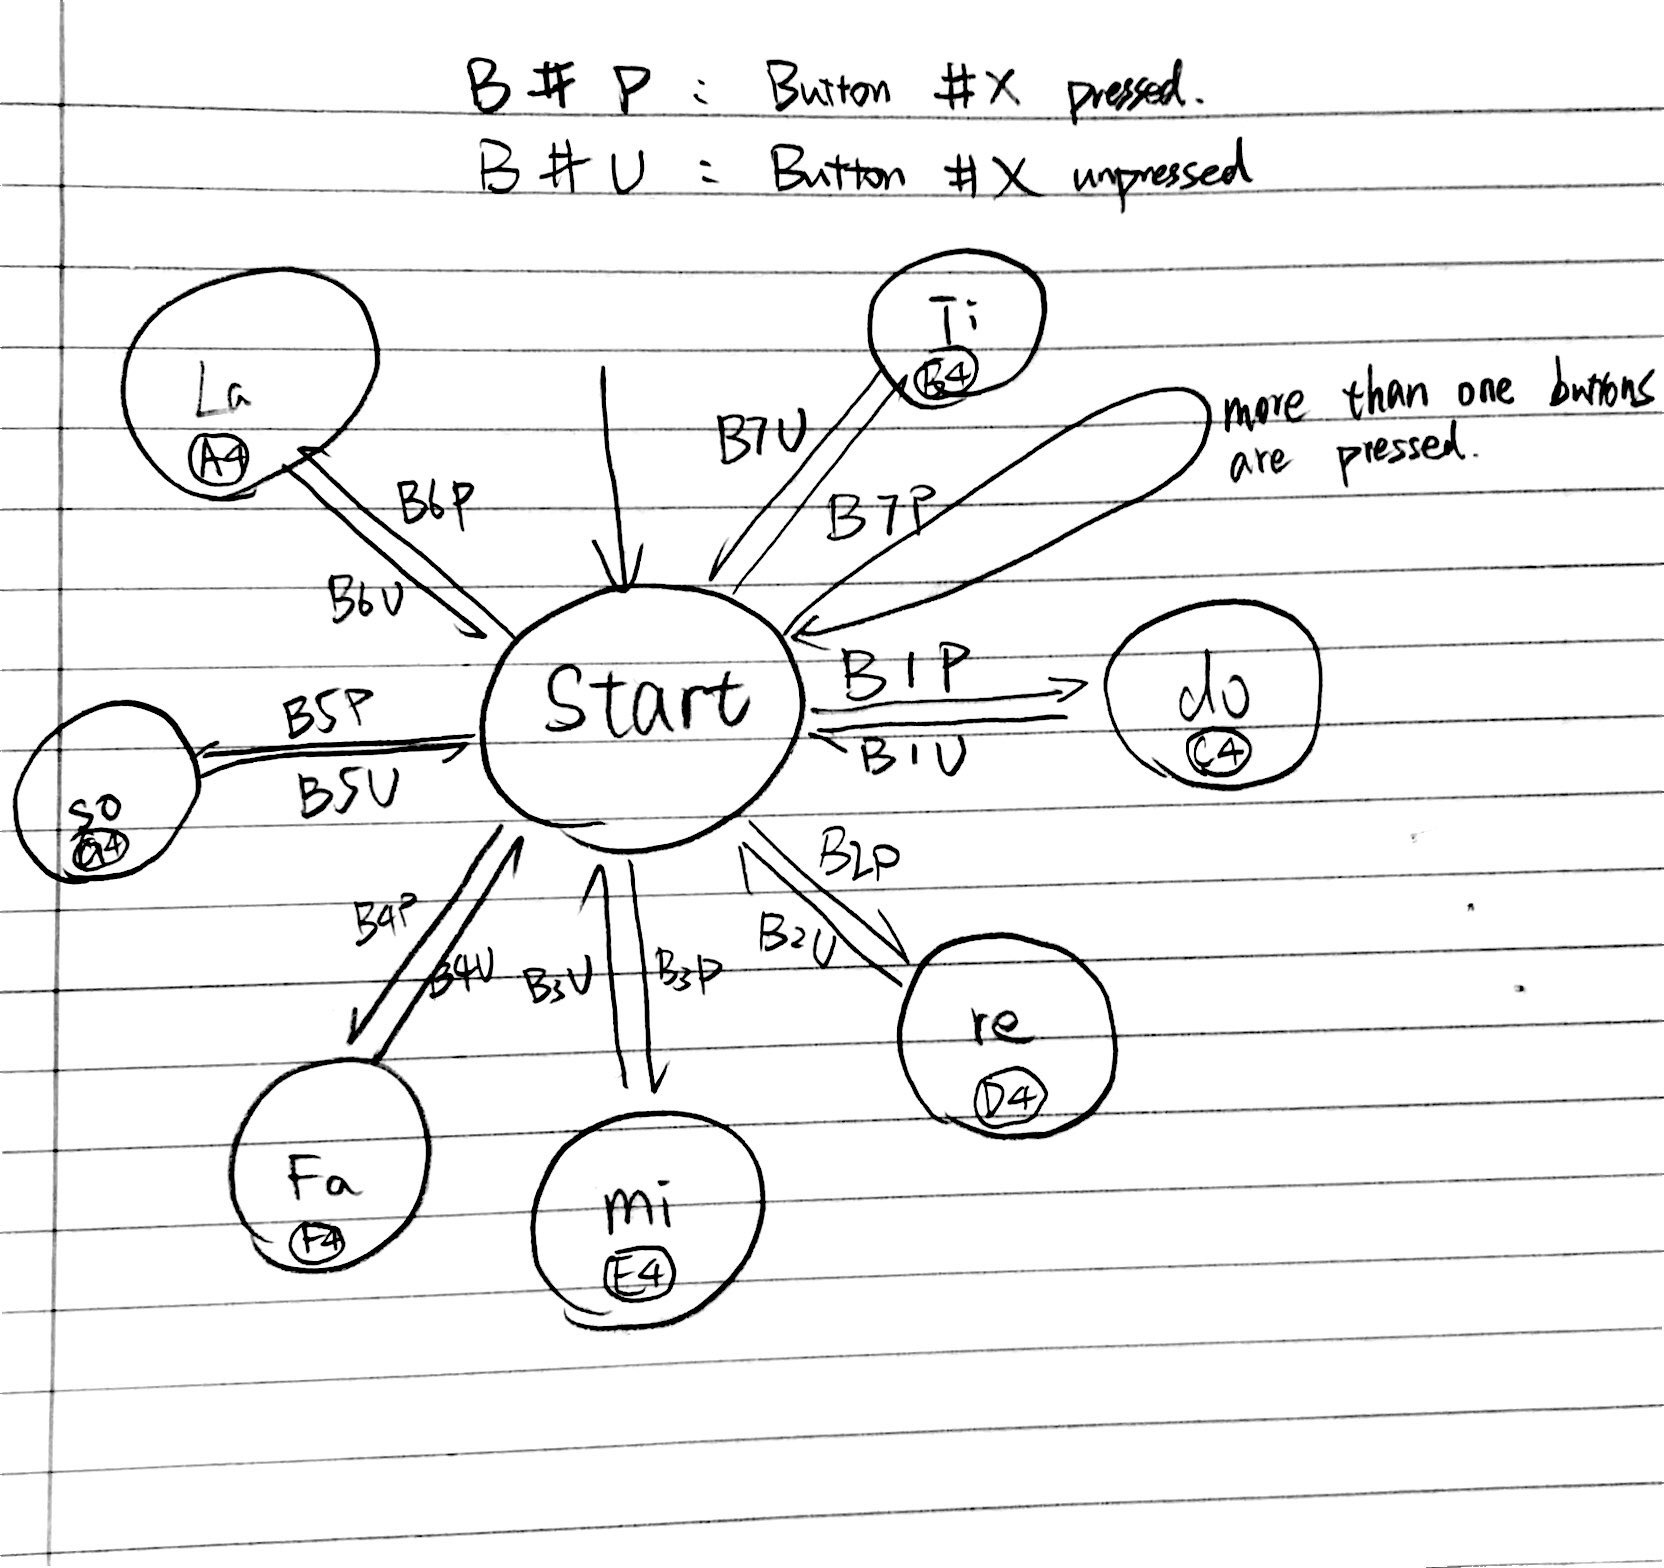 B # P : Button #X pressed.
B # U : Button #X unpressed
La
A4
Ti
B4
more than one buttons
are pressed.
B7U
B7P
B6P
B6U
Start
B1P
B1U
do
C4
B5P
B5U
so
G4
B2P
B2U
B4P
B4U
B3U
B3P
re
D4
Fa
F4
mi
E4